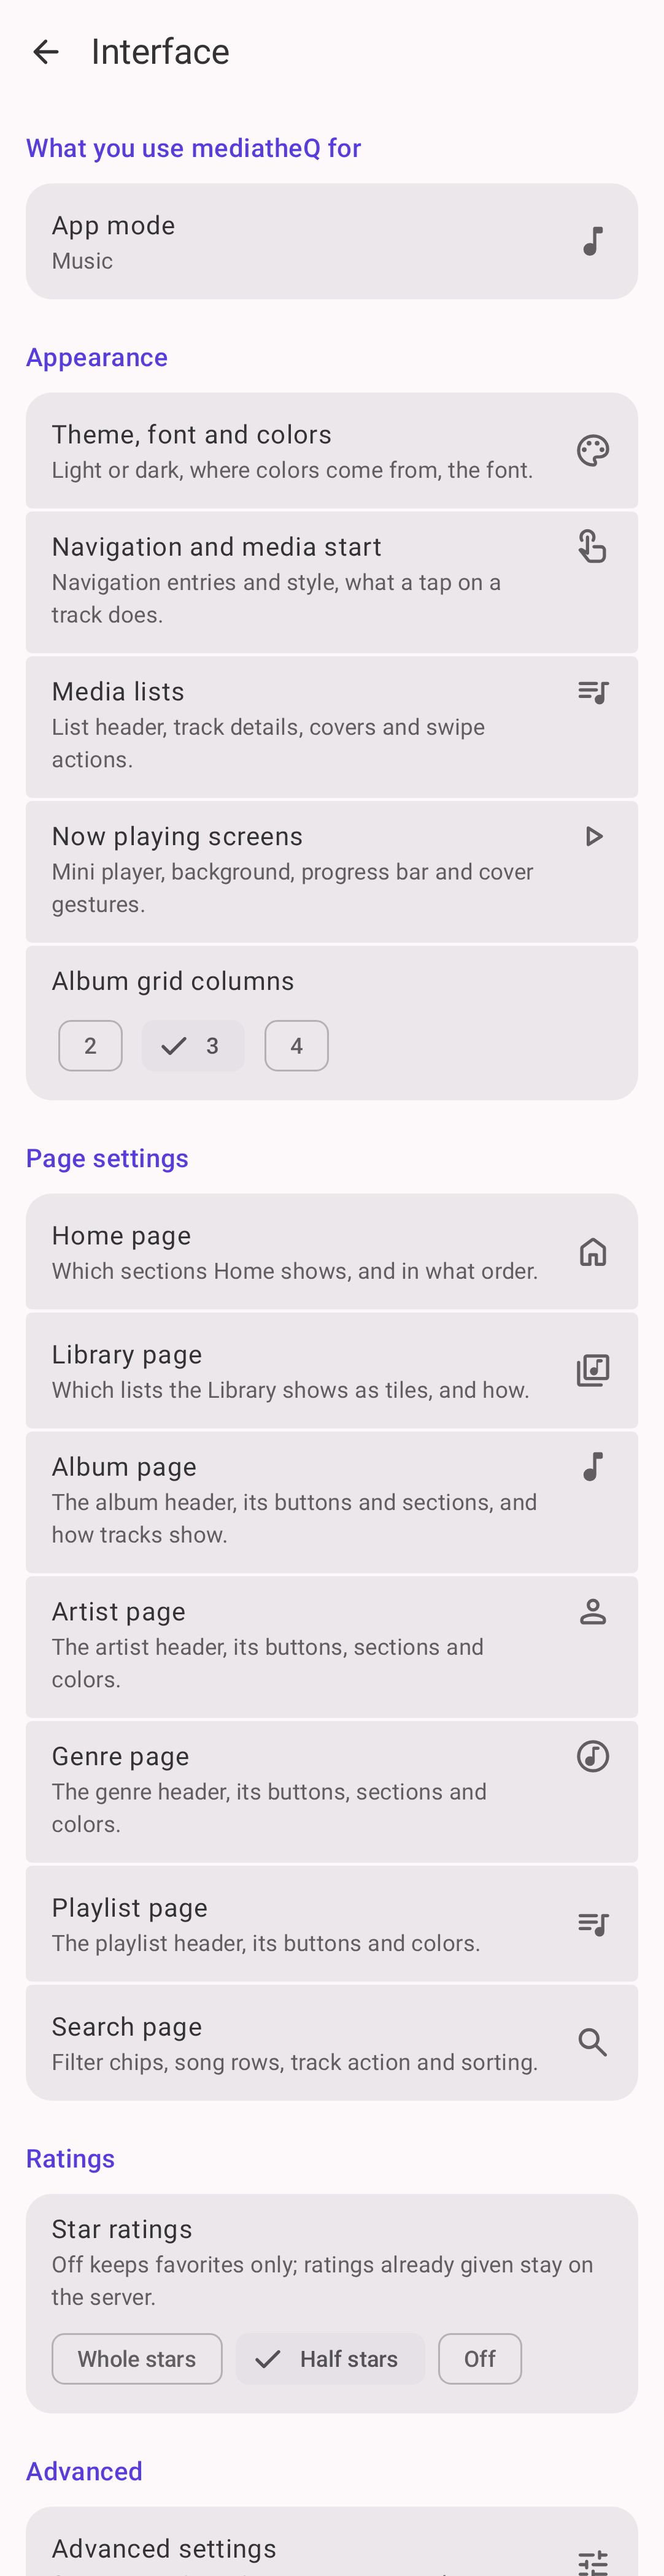 Interface
What you use mediatheQ for
App mode
Music
Appearance
Theme, font and colors
Light or dark, where colors come from, the font.
Navigation and media start
Navigation entries and style, what a tap on a
track does.
Media lists
List header, track details, covers and swipe
actions.
Now playing screens
Mini player, background, progress bar and cover
gestures.
Album grid columns
2 3 4
Page settings
Home page
Which sections Home shows, and in what order.
Library page
Which lists the Library shows as tiles, and how.
Album page
The album header, its buttons and sections, and
how tracks show.
Artist page
The artist header, its buttons, sections and
colors.
Genre page
The genre header, its buttons, sections and
colors.
Playlist page
The playlist header, its buttons and colors.
Search page
Filter chips, song rows, track action and sorting.
Ratings
Star ratings
Off keeps favorites only; ratings already given stay on
the server.
Whole stars Half stars Off
Advanced
Advanced settings